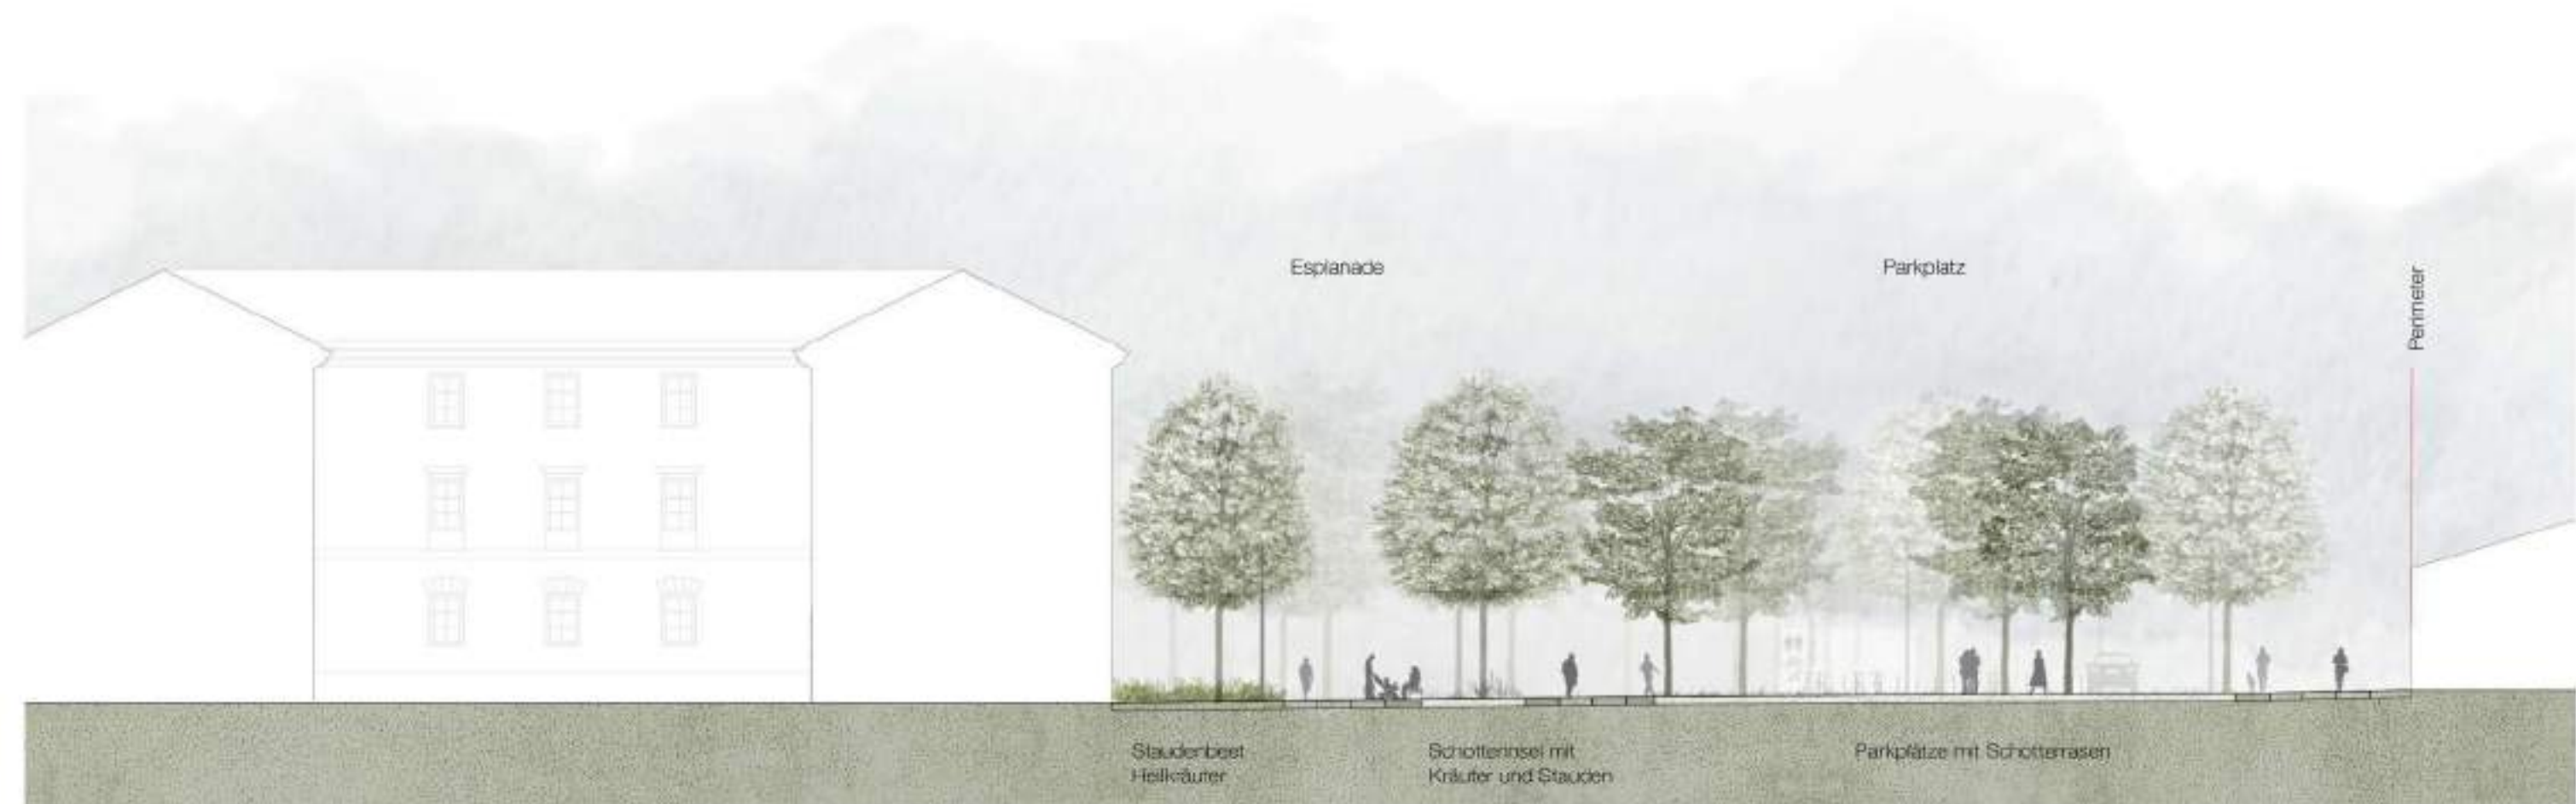 Esplanade
Parkplatz
Perimeter
Staudenbeet
Heilkräuter
Schotterinsel mit
Kräuter und Stauden
Parkplätze mit Schotterrasen